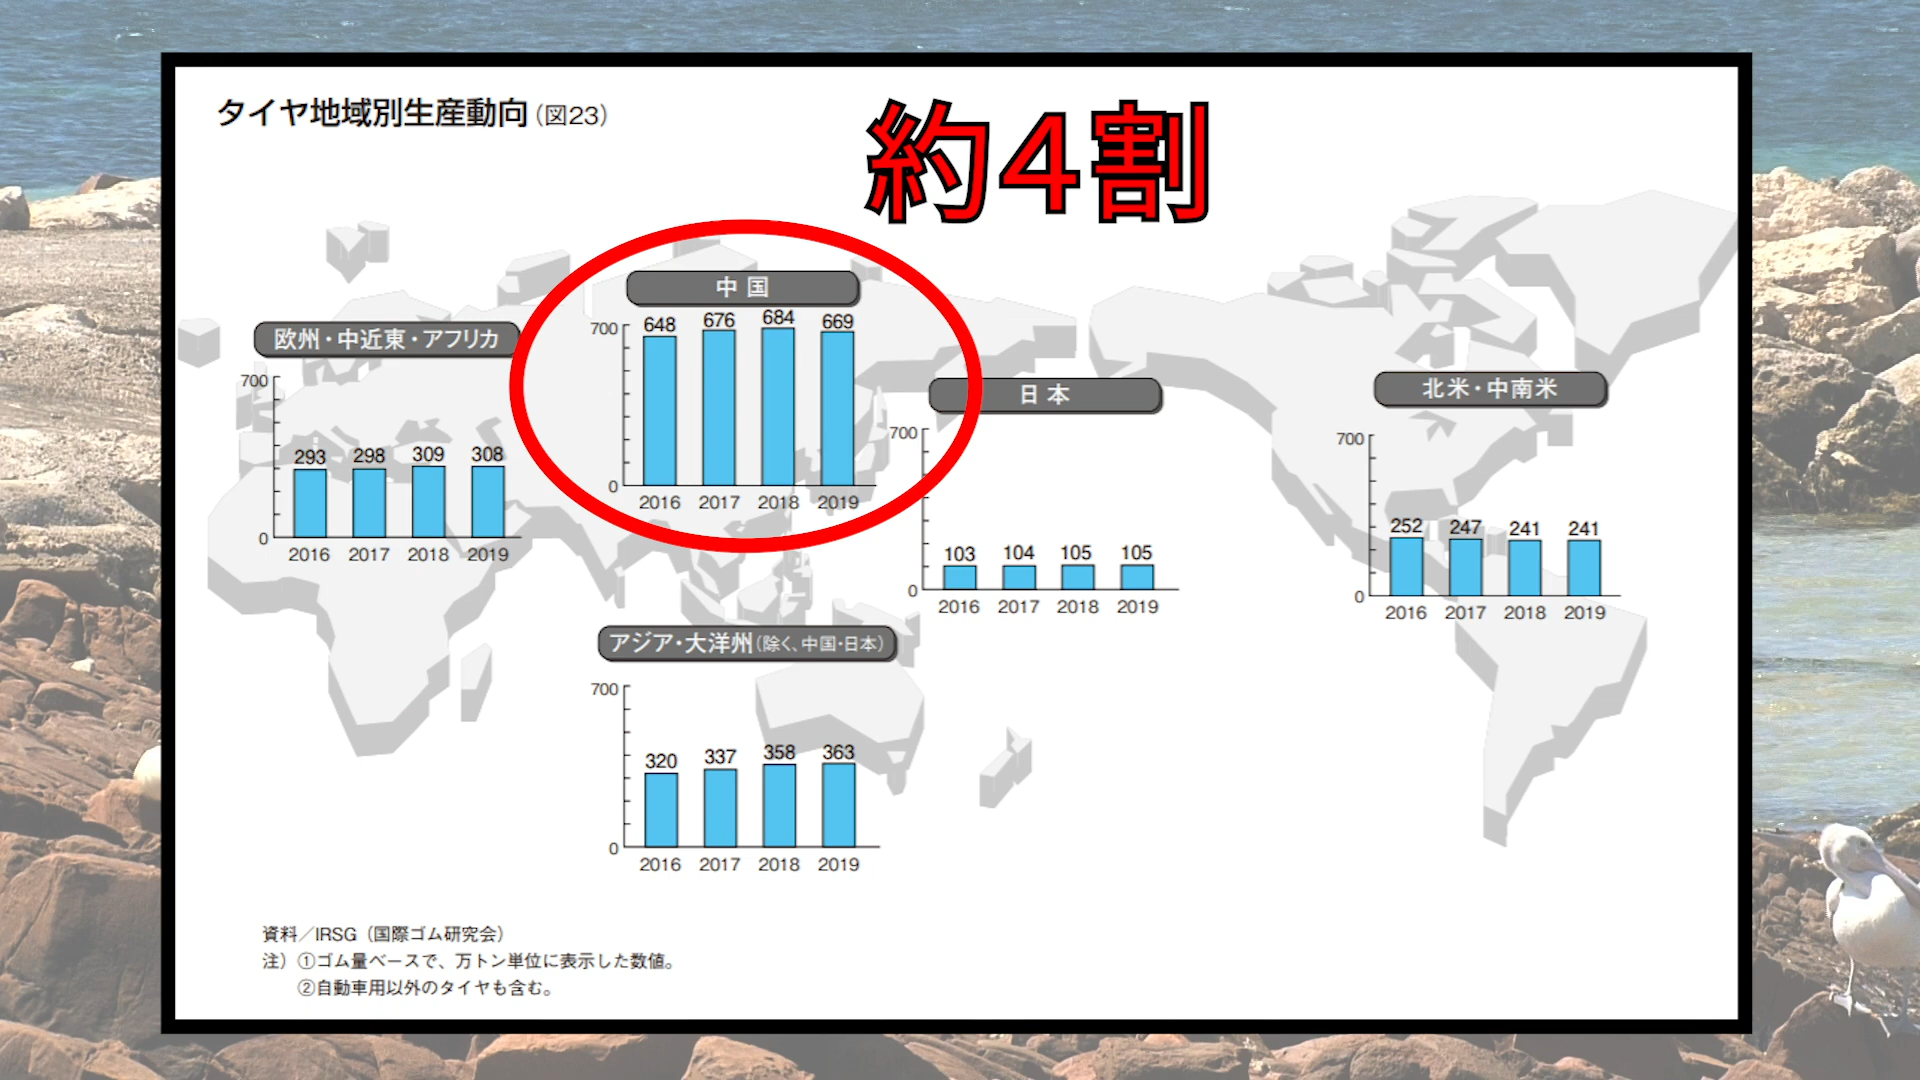 タイヤ地域別生産動向（図23）
約4割
中国
700
648 676 684 669
0
2016 2017 2018 2019
欧州・中近東・アフリカ
700
293 298 309 308
0
2016 2017 2018 2019
日本
700
103 104 105 105
0
2016 2017 2018 2019
北米・中南米
700
252 247 241 241
0
2016 2017 2018 2019
アジア・大洋州（除く、中国・日本）
700
320 337 358 363
0
2016 2017 2018 2019
資料／IRSG（国際ゴム研究会）
注）①ゴム量ベースで、万トン単位に表示した数値。
②自動車用以外のタイヤも含む。